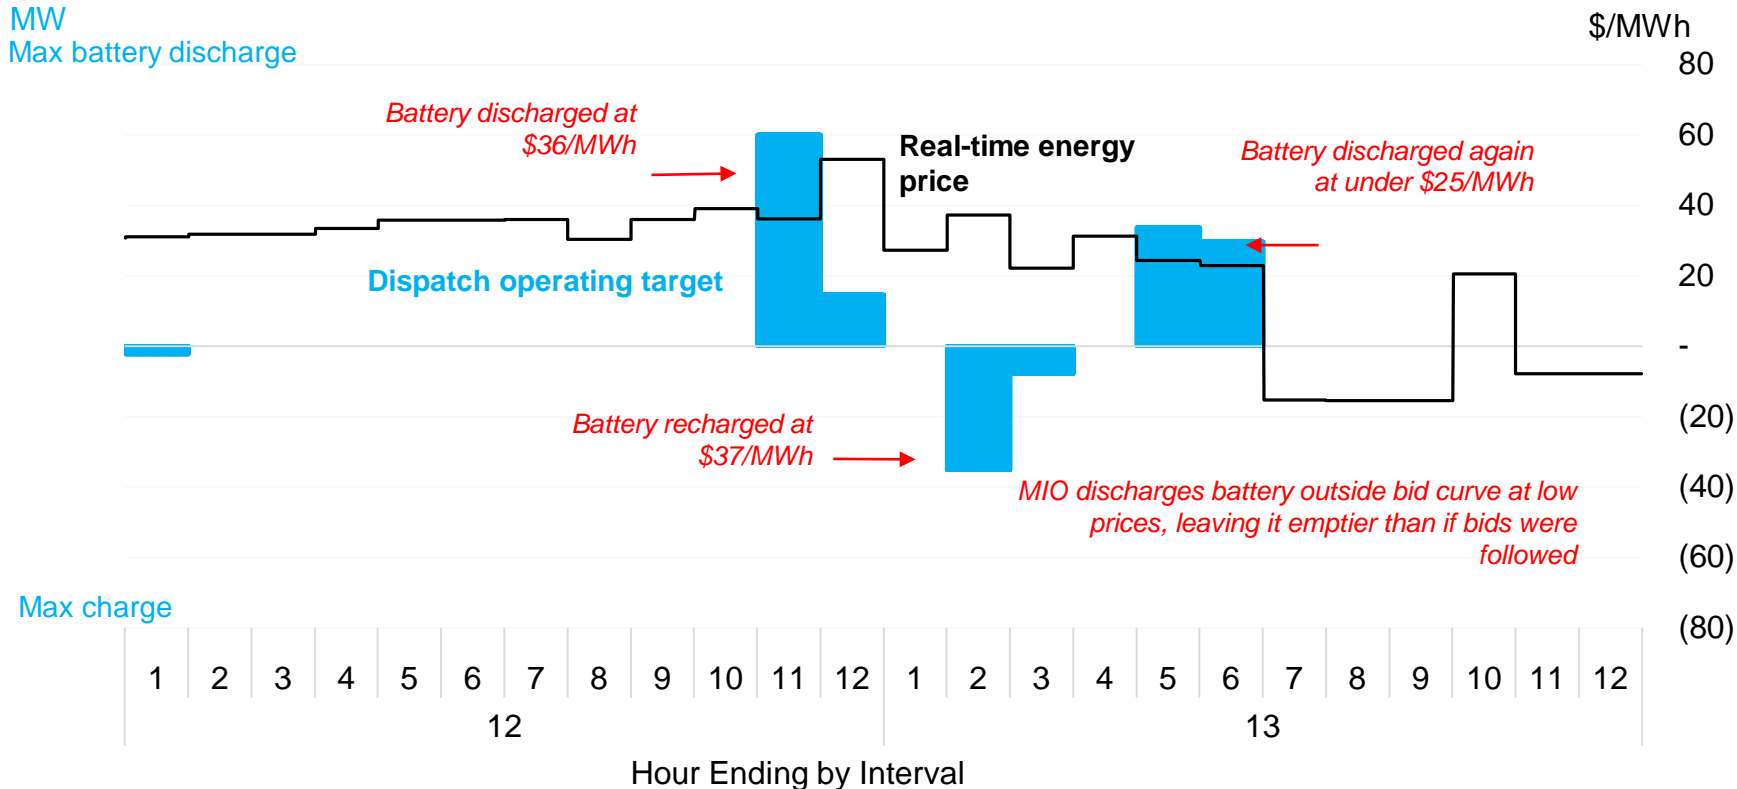 MW
Max battery discharge
$/MWh
80
Battery discharged at
$36/MWh
60
Real-time energy
price
Battery discharged again
at under $25/MWh
40
Dispatch operating target
20
-
Battery recharged at
$37/MWh
(20)
MIO discharges battery outside bid curve at low
prices, leaving it emptier than if bids were
followed
(40)
(60)
Max charge
(80)
1 2 3 4 5 6 7 8 9 10 11 12 1 2 3 4 5 6 7 8 9 10 11 12
12 13
Hour Ending by Interval